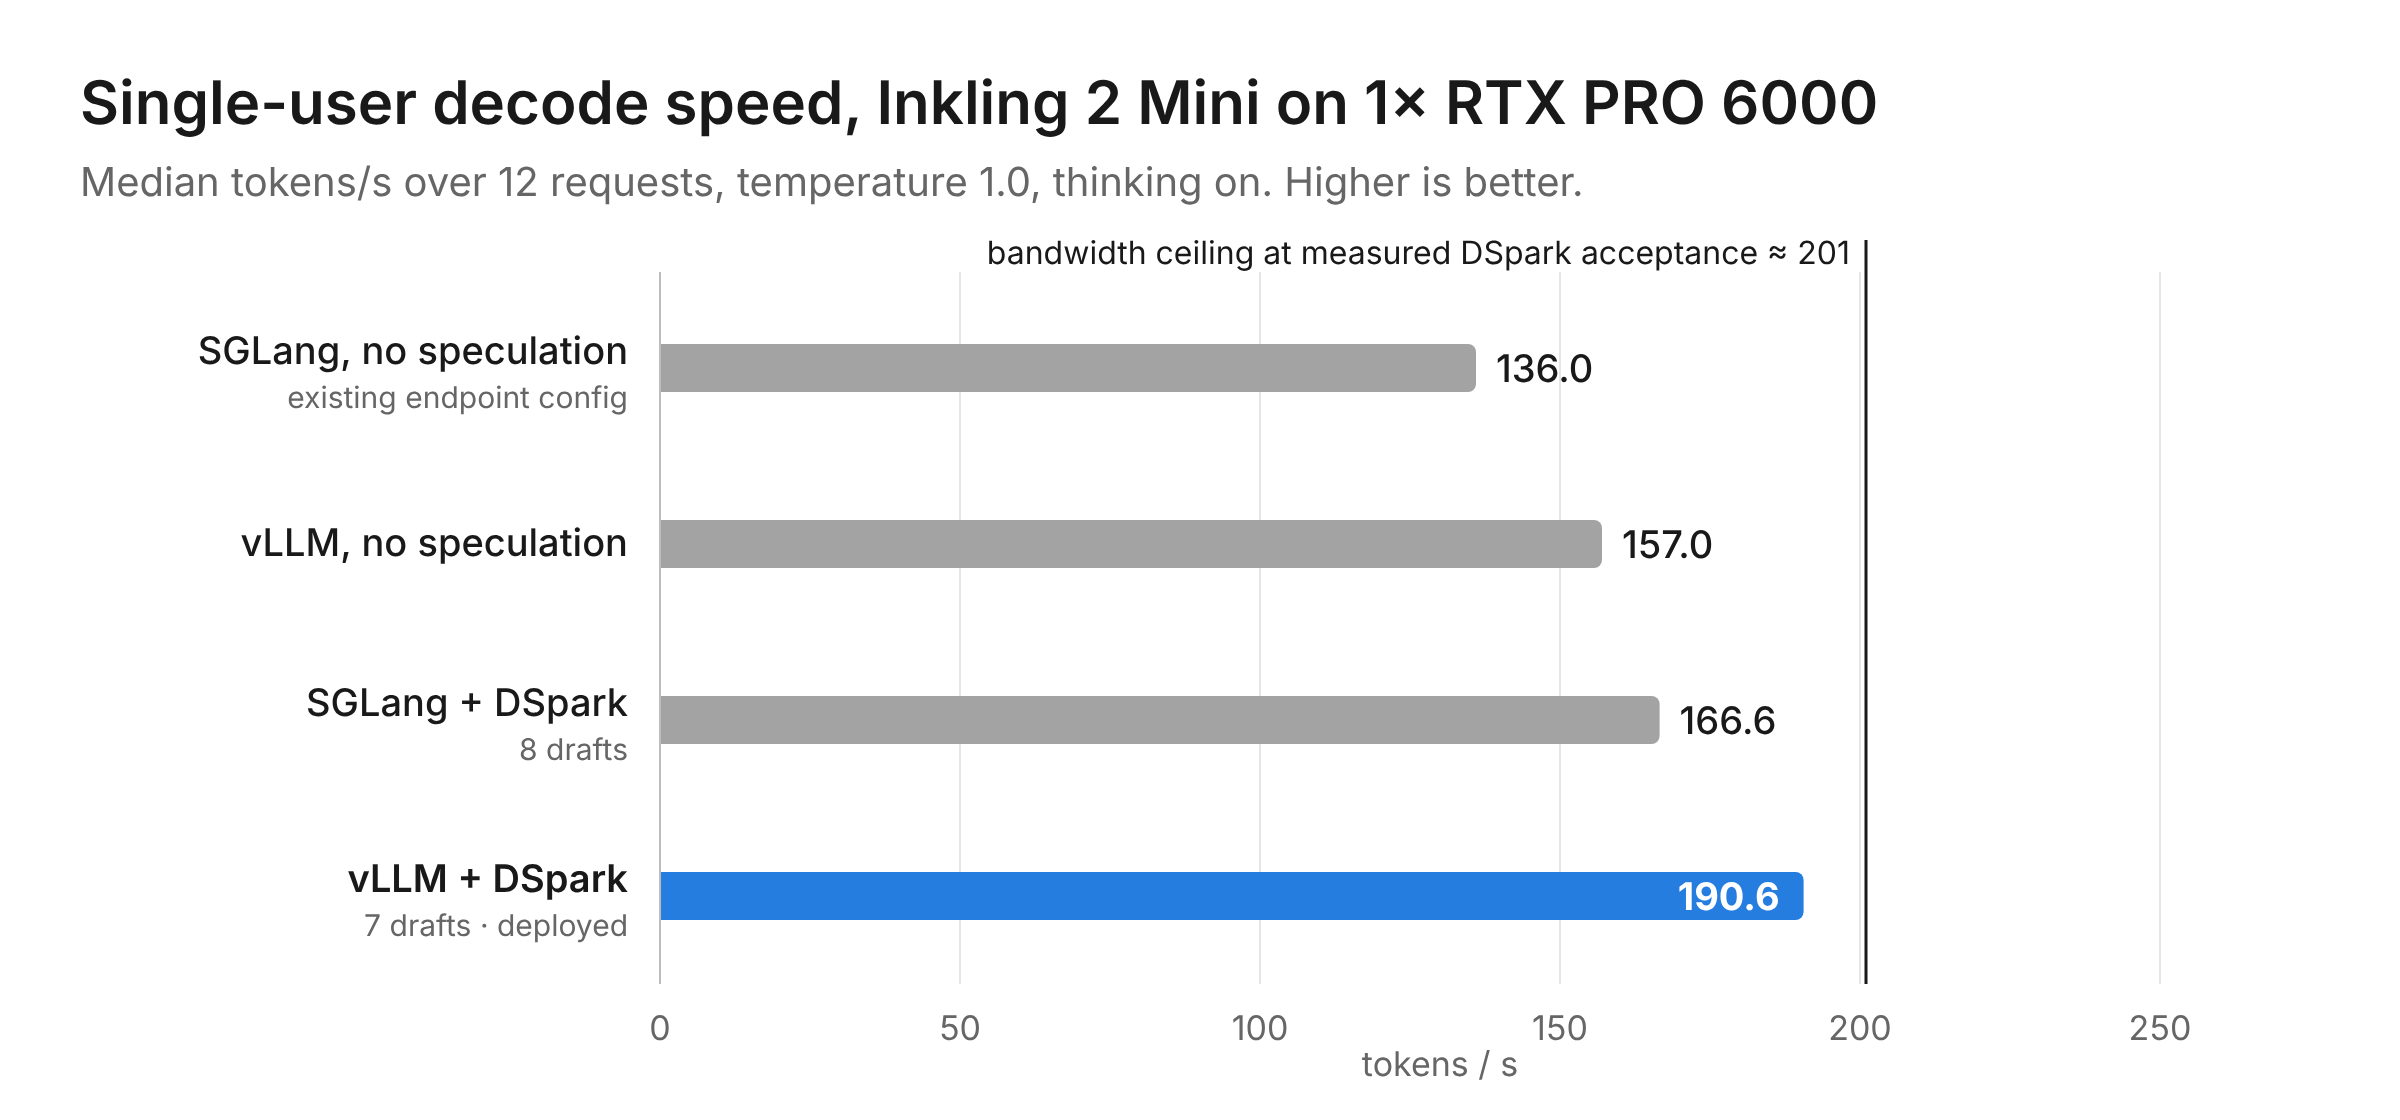 Single-user decode speed, Inkling 2 Mini on 1× RTX PRO 6000
Median tokens/s over 12 requests, temperature 1.0, thinking on. Higher is better.
bandwidth ceiling at measured DSpark acceptance ≈ 201
SGLang, no speculation
existing endpoint config
136.0
vLLM, no speculation
157.0
SGLang + DSpark
8 drafts
166.6
vLLM + DSpark
7 drafts · deployed
190.6
0 50 100 150 200 250
tokens / s